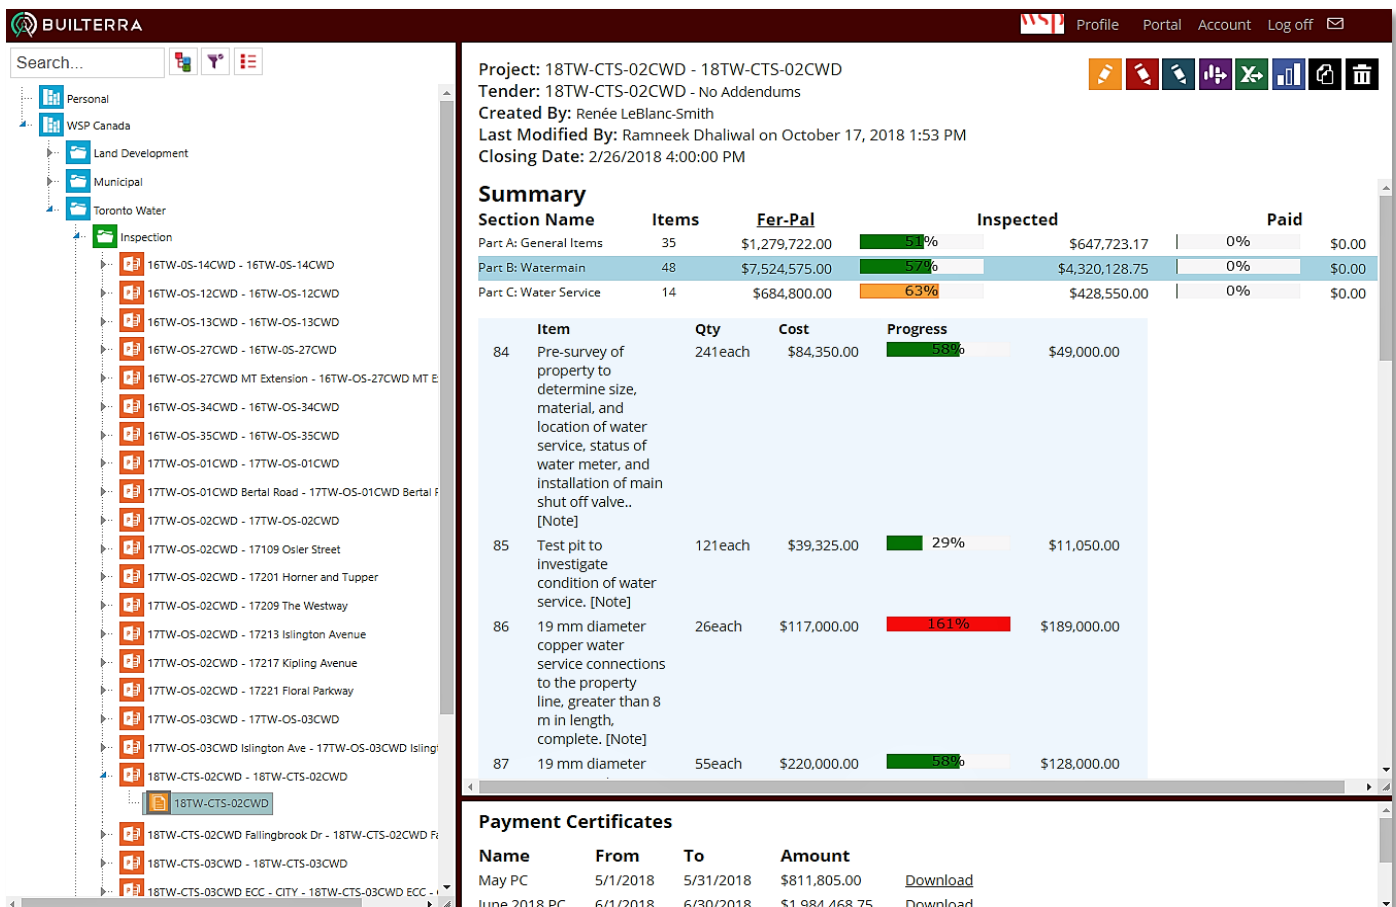 BUILTERRA
wsp Profile Portal Account Log off
Search...
Personal
WSP Canada
Land Development
Municipal
Toronto Water
Inspection
16TW-0S-14CWD - 16TW-0S-14CWD
16TW-OS-12CWD - 16TW-OS-12CWD
16TW-OS-13CWD - 16TW-OS-13CWD
16TW-OS-27CWD - 16TW-0S-27CWD
16TW-OS-27CWD MT Extension - 16TW-OS-27CWD MT E
16TW-OS-34CWD - 16TW-OS-34CWD
16TW-OS-35CWD - 16TW-OS-35CWD
17TW-OS-01CWD - 17TW-OS-01CWD
17TW-OS-01CWD Bertal Road - 17TW-OS-01CWD Bertal
17TW-OS-02CWD - 17TW-OS-02CWD
17TW-OS-02CWD - 17109 Osler Street
17TW-OS-02CWD - 17201 Horner and Tupper
17TW-OS-02CWD - 17209 The Westway
17TW-OS-02CWD - 17213 Islington Avenue
17TW-OS-02CWD - 17217 Kipling Avenue
17TW-OS-02CWD - 17221 Floral Parkway
17TW-OS-03CWD - 17TW-OS-03CWD
17TW-OS-03CWD Islington Ave - 17TW-OS-03CWD Isling
18TW-CTS-02CWD - 18TW-CTS-02CWD
18TW-CTS-02CWD
18TW-CTS-02CWD Fallingbrook Dr - 18TW-CTS-02CWD Fa
18TW-CTS-03CWD - 18TW-CTS-03CWD
18TW-CTS-03CWD ECC - CITY - 18TW-CTS-03CWD ECC -
Project: 18TW-CTS-02CWD - 18TW-CTS-02CWD
Tender: 18TW-CTS-02CWD - No Addendums
Created By: Renée LeBlanc-Smith
Last Modified By: Ramneek Dhaliwal on October 17, 2018 1:53 PM
Closing Date: 2/26/2018 4:00:00 PM
Summary
Section Name Items Fer-Pal Inspected Paid
Part A: General Items 35 $1,279,722.00 51% $647,723.17 0% $0.00
Part B: Watermain 48 $7,524,575.00 57% $4,320,128.75 0% $0.00
Part C: Water Service 14 $684,800.00 63% $428,550.00 0% $0.00
Item Qty Cost Progress
84 Pre-survey of 241each $84,350.00 58% $49,000.00
property to
determine size,
material, and
location of water
service, status of
water meter, and
installation of main
shut off valve..
[Note]
85 Test pit to 121each $39,325.00 29% $11,050.00
investigate
condition of water
service. [Note]
86 19 mm diameter 26each $117,000.00 161% $189,000.00
copper water
service connections
to the property
line, greater than 8
m in length,
complete. [Note]
87 19 mm diameter 55each $220,000.00 58% $128,000.00
Payment Certificates
Name From To Amount
May PC 5/1/2018 5/31/2018 $811,805.00 Download
June 2018 PC 6/1/2018 6/30/2018 $1,984,468.75 Download